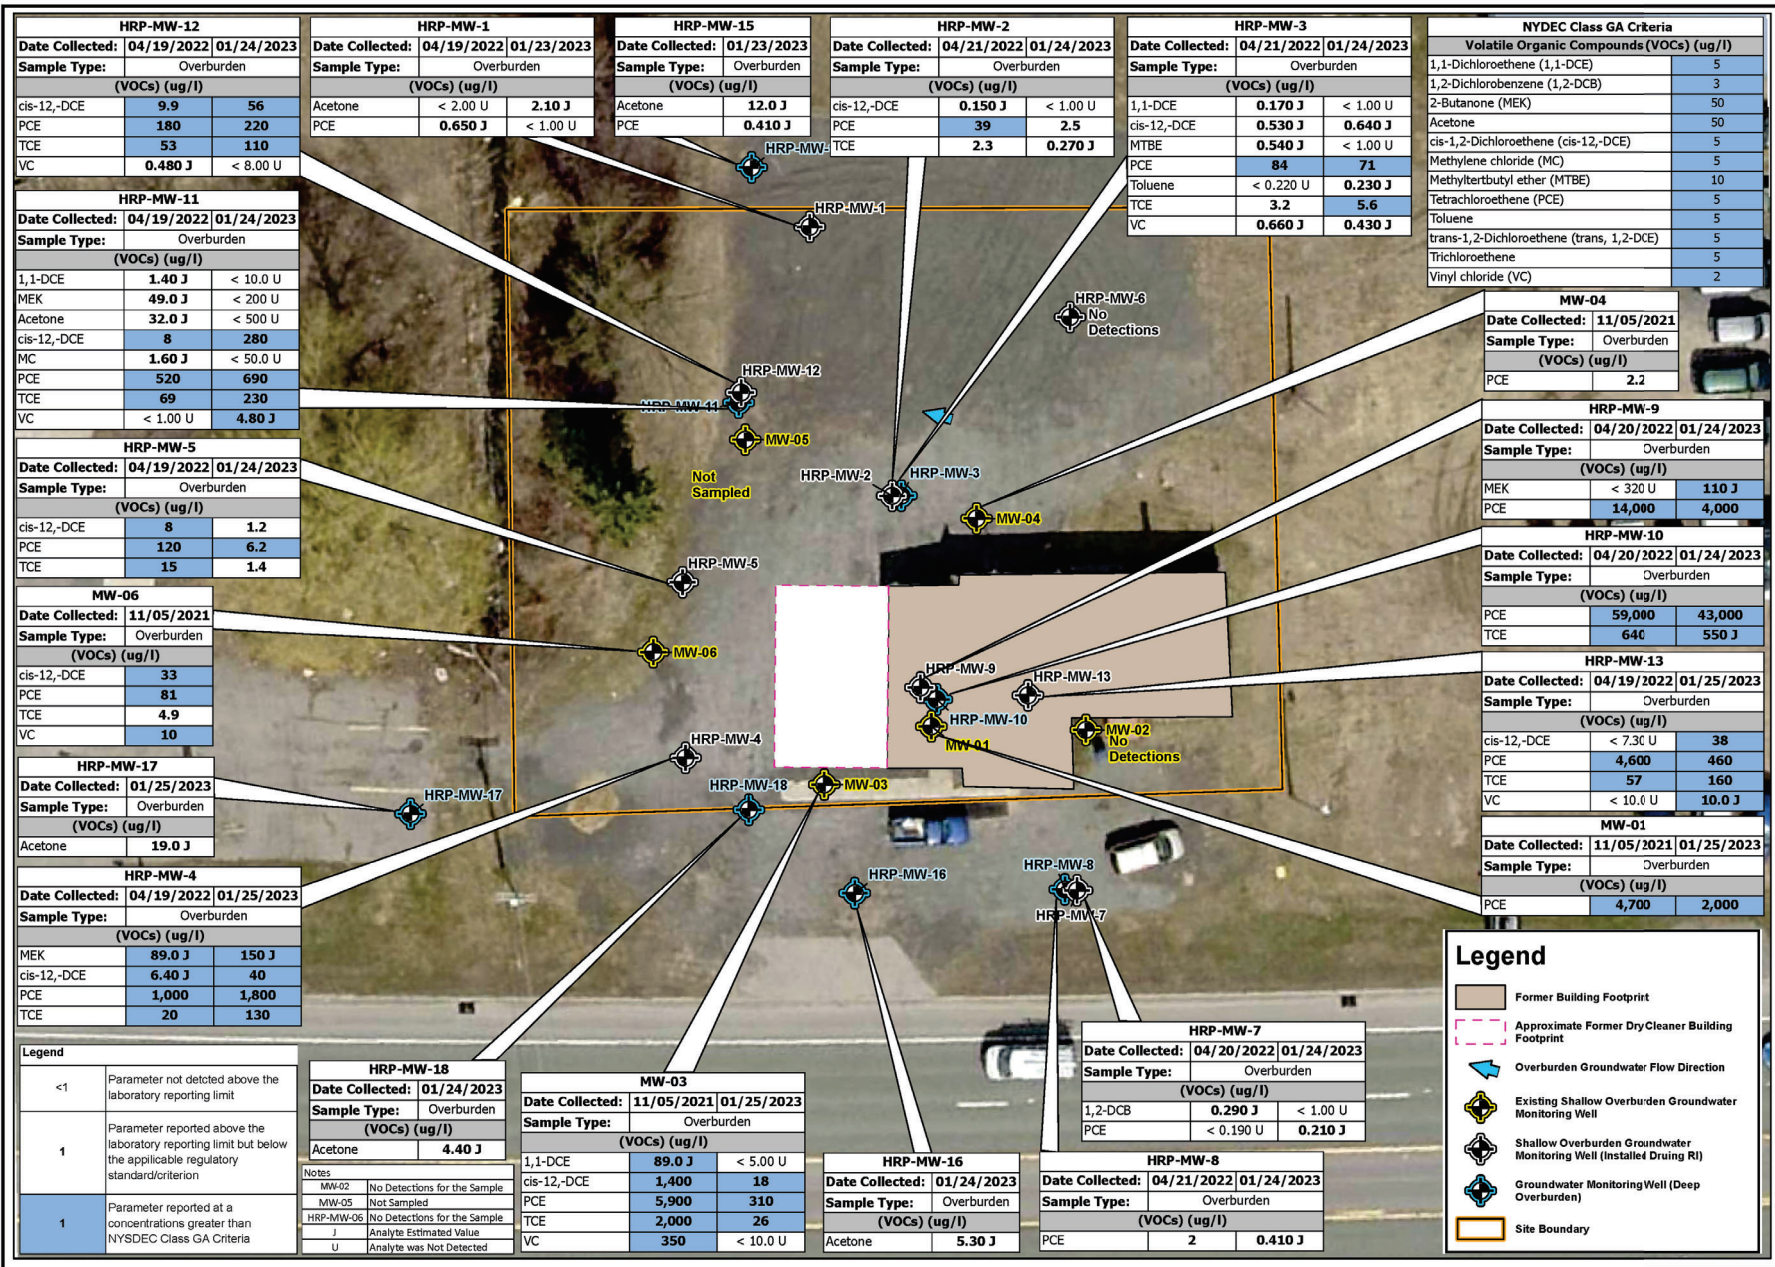 HRP-MW-12
Date Collected: 04/19/2022 01/24/2023
Sample Type: Overburden
(VOCs) (ug/l)
cis-12,-DCE 9.9 56
PCE 180 220
TCE 53 110
VC 0.480 J < 8.00 U
HRP-MW-1
Date Collected: 04/19/2022 01/23/2023
Sample Type: Overburden
(VOCs) (ug/l)
Acetone < 2.00 U 2.10 J
PCE 0.650 J < 1.00 U
HRP-MW-15
Date Collected: 01/23/2023
Sample Type: Overburden
(VOCs) (ug/l)
Acetone 12.0 J
PCE 0.410 J
HRP-MW-2
Date Collected: 04/21/2022 01/24/2023
Sample Type: Overburden
(VOCs) (ug/l)
cis-12,-DCE 0.150 J < 1.00 U
PCE 39 2.5
TCE 2.3 0.270 J
HRP-MW-3
Date Collected: 04/21/2022 01/24/2023
Sample Type: Overburden
(VOCs) (ug/l)
1,1-DCE 0.170 J < 1.00 U
cis-12,-DCE 0.530 J 0.640 J
MTBE 0.540 J < 1.00 U
PCE 84 71
Toluene < 0.220 U 0.230 J
TCE 3.2 5.6
VC 0.660 J 0.430 J
NYDEC Class GA Criteria
Volatile Organic Compounds (VOCs) (ug/l)
1,1-Dichloroethene (1,1-DCE) 5
1,2-Dichlorobenzene (1,2-DCB) 3
2-Butanone (MEK) 50
Acetone 50
cis-1,2-Dichloroethene (cis-12,-DCE) 5
Methylene chloride (MC) 5
Methyltertbutyl ether (MTBE) 10
Tetrachloroethene (PCE) 5
Toluene 5
trans-1,2-Dichloroethene (trans, 1,2-DCE) 5
Trichloroethene 5
Vinyl chloride (VC) 2
HRP-MW-11
Date Collected: 04/19/2022 01/24/2023
Sample Type: Overburden
(VOCs) (ug/l)
1,1-DCE 1.40 J < 10.0 U
MEK 49.0 J < 200 U
Acetone 32.0 J < 500 U
cis-12,-DCE 8 280
MC 1.60 J < 50.0 U
PCE 520 690
TCE 69 230
VC < 1.00 U 4.80 J
HRP-MW-5
Date Collected: 04/19/2022 01/24/2023
Sample Type: Overburden
(VOCs) (ug/l)
cis-12,-DCE 8 1.2
PCE 120 6.2
TCE 15 1.4
MW-06
Date Collected: 11/05/2021
Sample Type: Overburden
(VOCs) (ug/l)
cis-12,-DCE 33
PCE 81
TCE 4.9
VC 10
HRP-MW-17
Date Collected: 01/25/2023
Sample Type: Overburden
(VOCs) (ug/l)
Acetone 19.0 J
HRP-MW-4
Date Collected: 04/19/2022 01/25/2023
Sample Type: Overburden
(VOCs) (ug/l)
MEK 89.0 J 150 J
cis-12,-DCE 6.40 J 40
PCE 1,000 1,800
TCE 20 130
HRP-MW-
HRP-MW-1
HRP-MW-6
No
Detections
HRP-MW-12
HRP-MW-11
MW-05
Not
Sampled
HRP-MW-2
HRP-MW-3
MW-04
HRP-MW-5
MW-06
HRP-MW-9
HRP-MW-13
HRP-MW-10
MW-01
MW-02
No
Detections
HRP-MW-4
HRP-MW-17
HRP-MW-18
MW-03
HRP-MW-16
HRP-MW-8
HRP-MW-7
MW-04
Date Collected: 11/05/2021
Sample Type: Overburden
(VOCs) (ug/l)
PCE 2.2
HRP-MW-9
Date Collected: 04/20/2022 01/24/2023
Sample Type: Overburden
(VOCs) (ug/l)
MEK < 320 U 110 J
PCE 14,000 4,000
HRP-MW-10
Date Collected: 04/20/2022 01/24/2023
Sample Type: Overburden
(VOCs) (ug/l)
PCE 59,000 43,000
TCE 640 550 J
HRP-MW-13
Date Collected: 04/19/2022 01/25/2023
Sample Type: Overburden
(VOCs) (ug/l)
cis-12,-DCE < 7.30 U 38
PCE 4,600 460
TCE 57 160
VC < 10.0 U 10.0 J
MW-01
Date Collected: 11/05/2021 01/25/2023
Sample Type: Overburden
(VOCs) (ug/l)
PCE 4,700 2,000
Legend
<1 Parameter not detcted above the
laboratory reporting limit
1 Parameter reported above the
laboratory reporting limit but below
the appilicable regulatory
standard/criterion
1 Parameter reported at a
concentrations greater than
NYSDEC Class GA Criteria
HRP-MW-18
Date Collected: 01/24/2023
Sample Type: Overburden
(VOCs) (ug/l)
Acetone 4.40 J
Notes
MW-02 No Detections for the Sample
MW-05 Not Sampled
HRP-MW-06 No Detections for the Sample
J Analyte Estimated Value
U Analyte was Not Detected
MW-03
Date Collected: 11/05/2021 01/25/2023
Sample Type: Overburden
(VOCs) (ug/l)
1,1-DCE 89.0 J < 5.00 U
cis-12,-DCE 1,400 18
PCE 5,900 310
TCE 2,000 26
VC 350 < 10.0 U
HRP-MW-16
Date Collected: 01/24/2023
Sample Type: Overburden
(VOCs) (ug/l)
Acetone 5.30 J
HRP-MW-7
Date Collected: 04/20/2022 01/24/2023
Sample Type: Overburden
(VOCs) (ug/l)
1,2-DCB 0.290 J < 1.00 U
PCE < 0.190 U 0.210 J
HRP-MW-8
Date Collected: 04/21/2022 01/24/2023
Sample Type: Overburden
(VOCs) (ug/l)
PCE 2 0.410 J
Legend
Former Building Footprint
Approximate Former DryCleaner Building
Footprint
Overburden Groundwater Flow Direction
Existing Shallow Overburden Groundwater
Monitoring Well
Shallow Overburden Groundwater
Monitoring Well (Installed Druing RI)
Groundwater Monitoring Well (Deep
Overburden)
Site Boundary